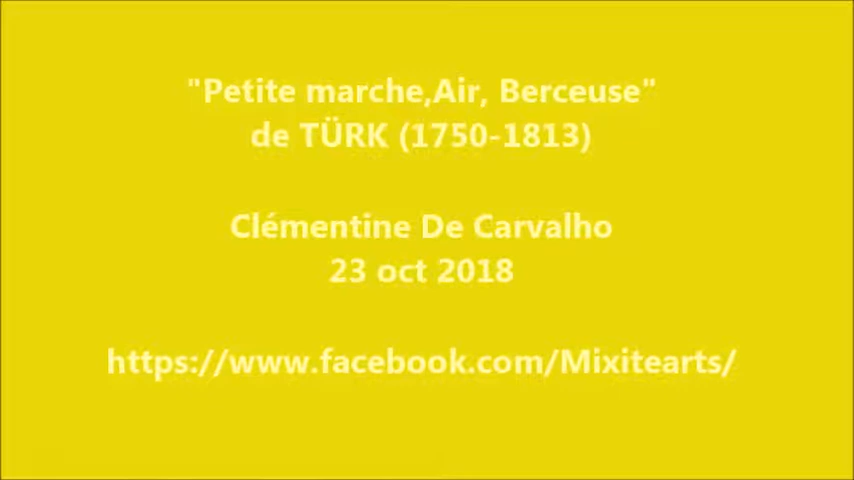 "Petite marche,Air, Berceuse"
de TÜRK (1750-1813)
Clémentine De Carvalho
23 oct 2018
https://www.facebook.com/Mixitearts/